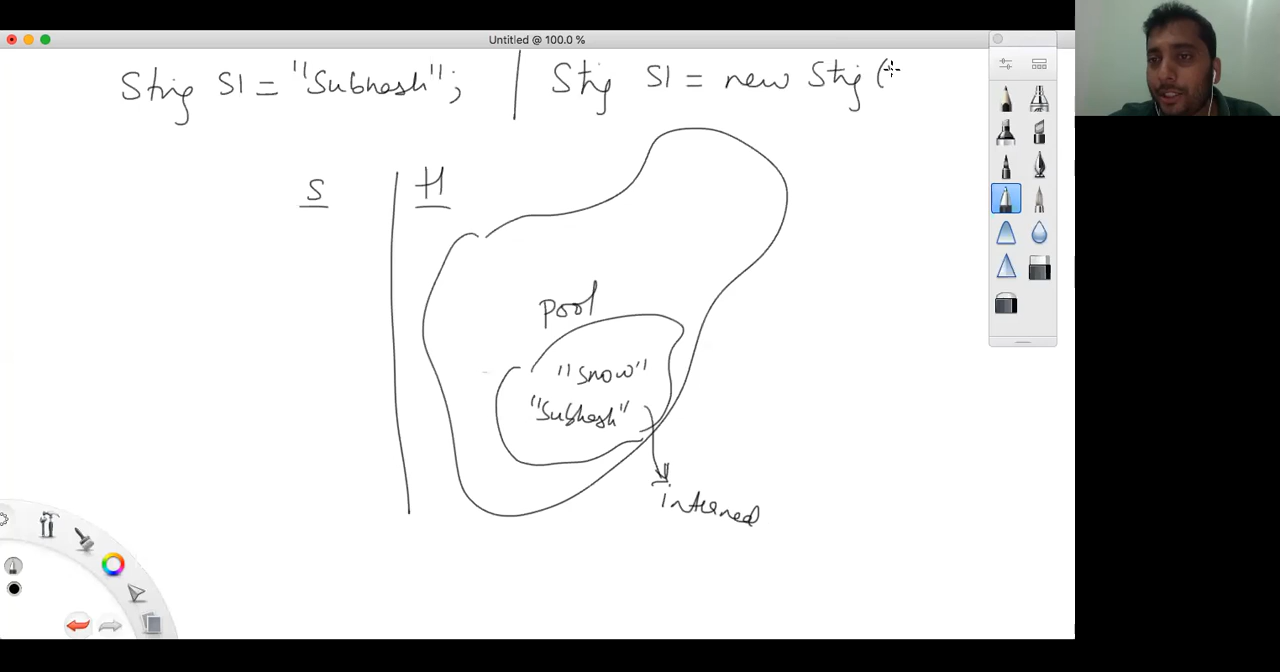 Untitled @ 100.0 %
Strig S1 = "Subhash"; | Strig S1 = new Strig (
S H
Pool
"snow"
"Subhash"
interned